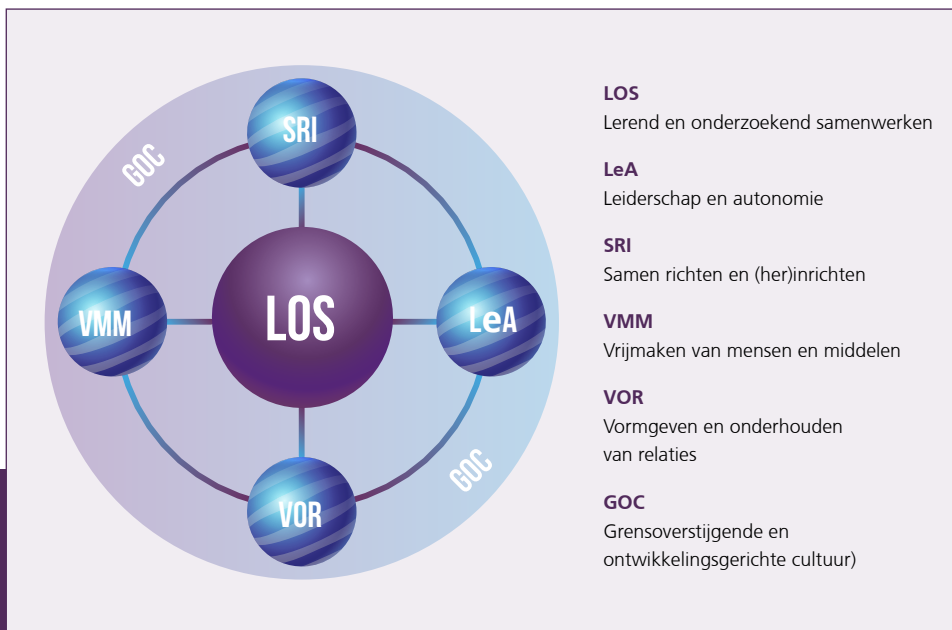 SRI
GOC
VMM
LOS
LeA
GOC
VOR
LOS
Lerend en onderzoekend samenwerken
LeA
Leiderschap en autonomie
SRI
Samen richten en (her)inrichten
VMM
Vrijmaken van mensen en middelen
VOR
Vormgeven en onderhouden
van relaties
GOC
Grensoverstijgende en
ontwikkelingsgerichte cultuur)